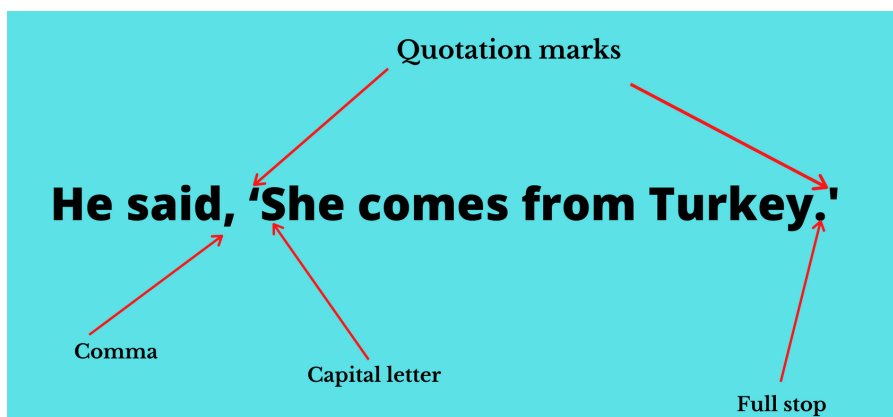 Quotation marks
He said, ‘She comes from Turkey.'
Comma
Capital letter
Full stop